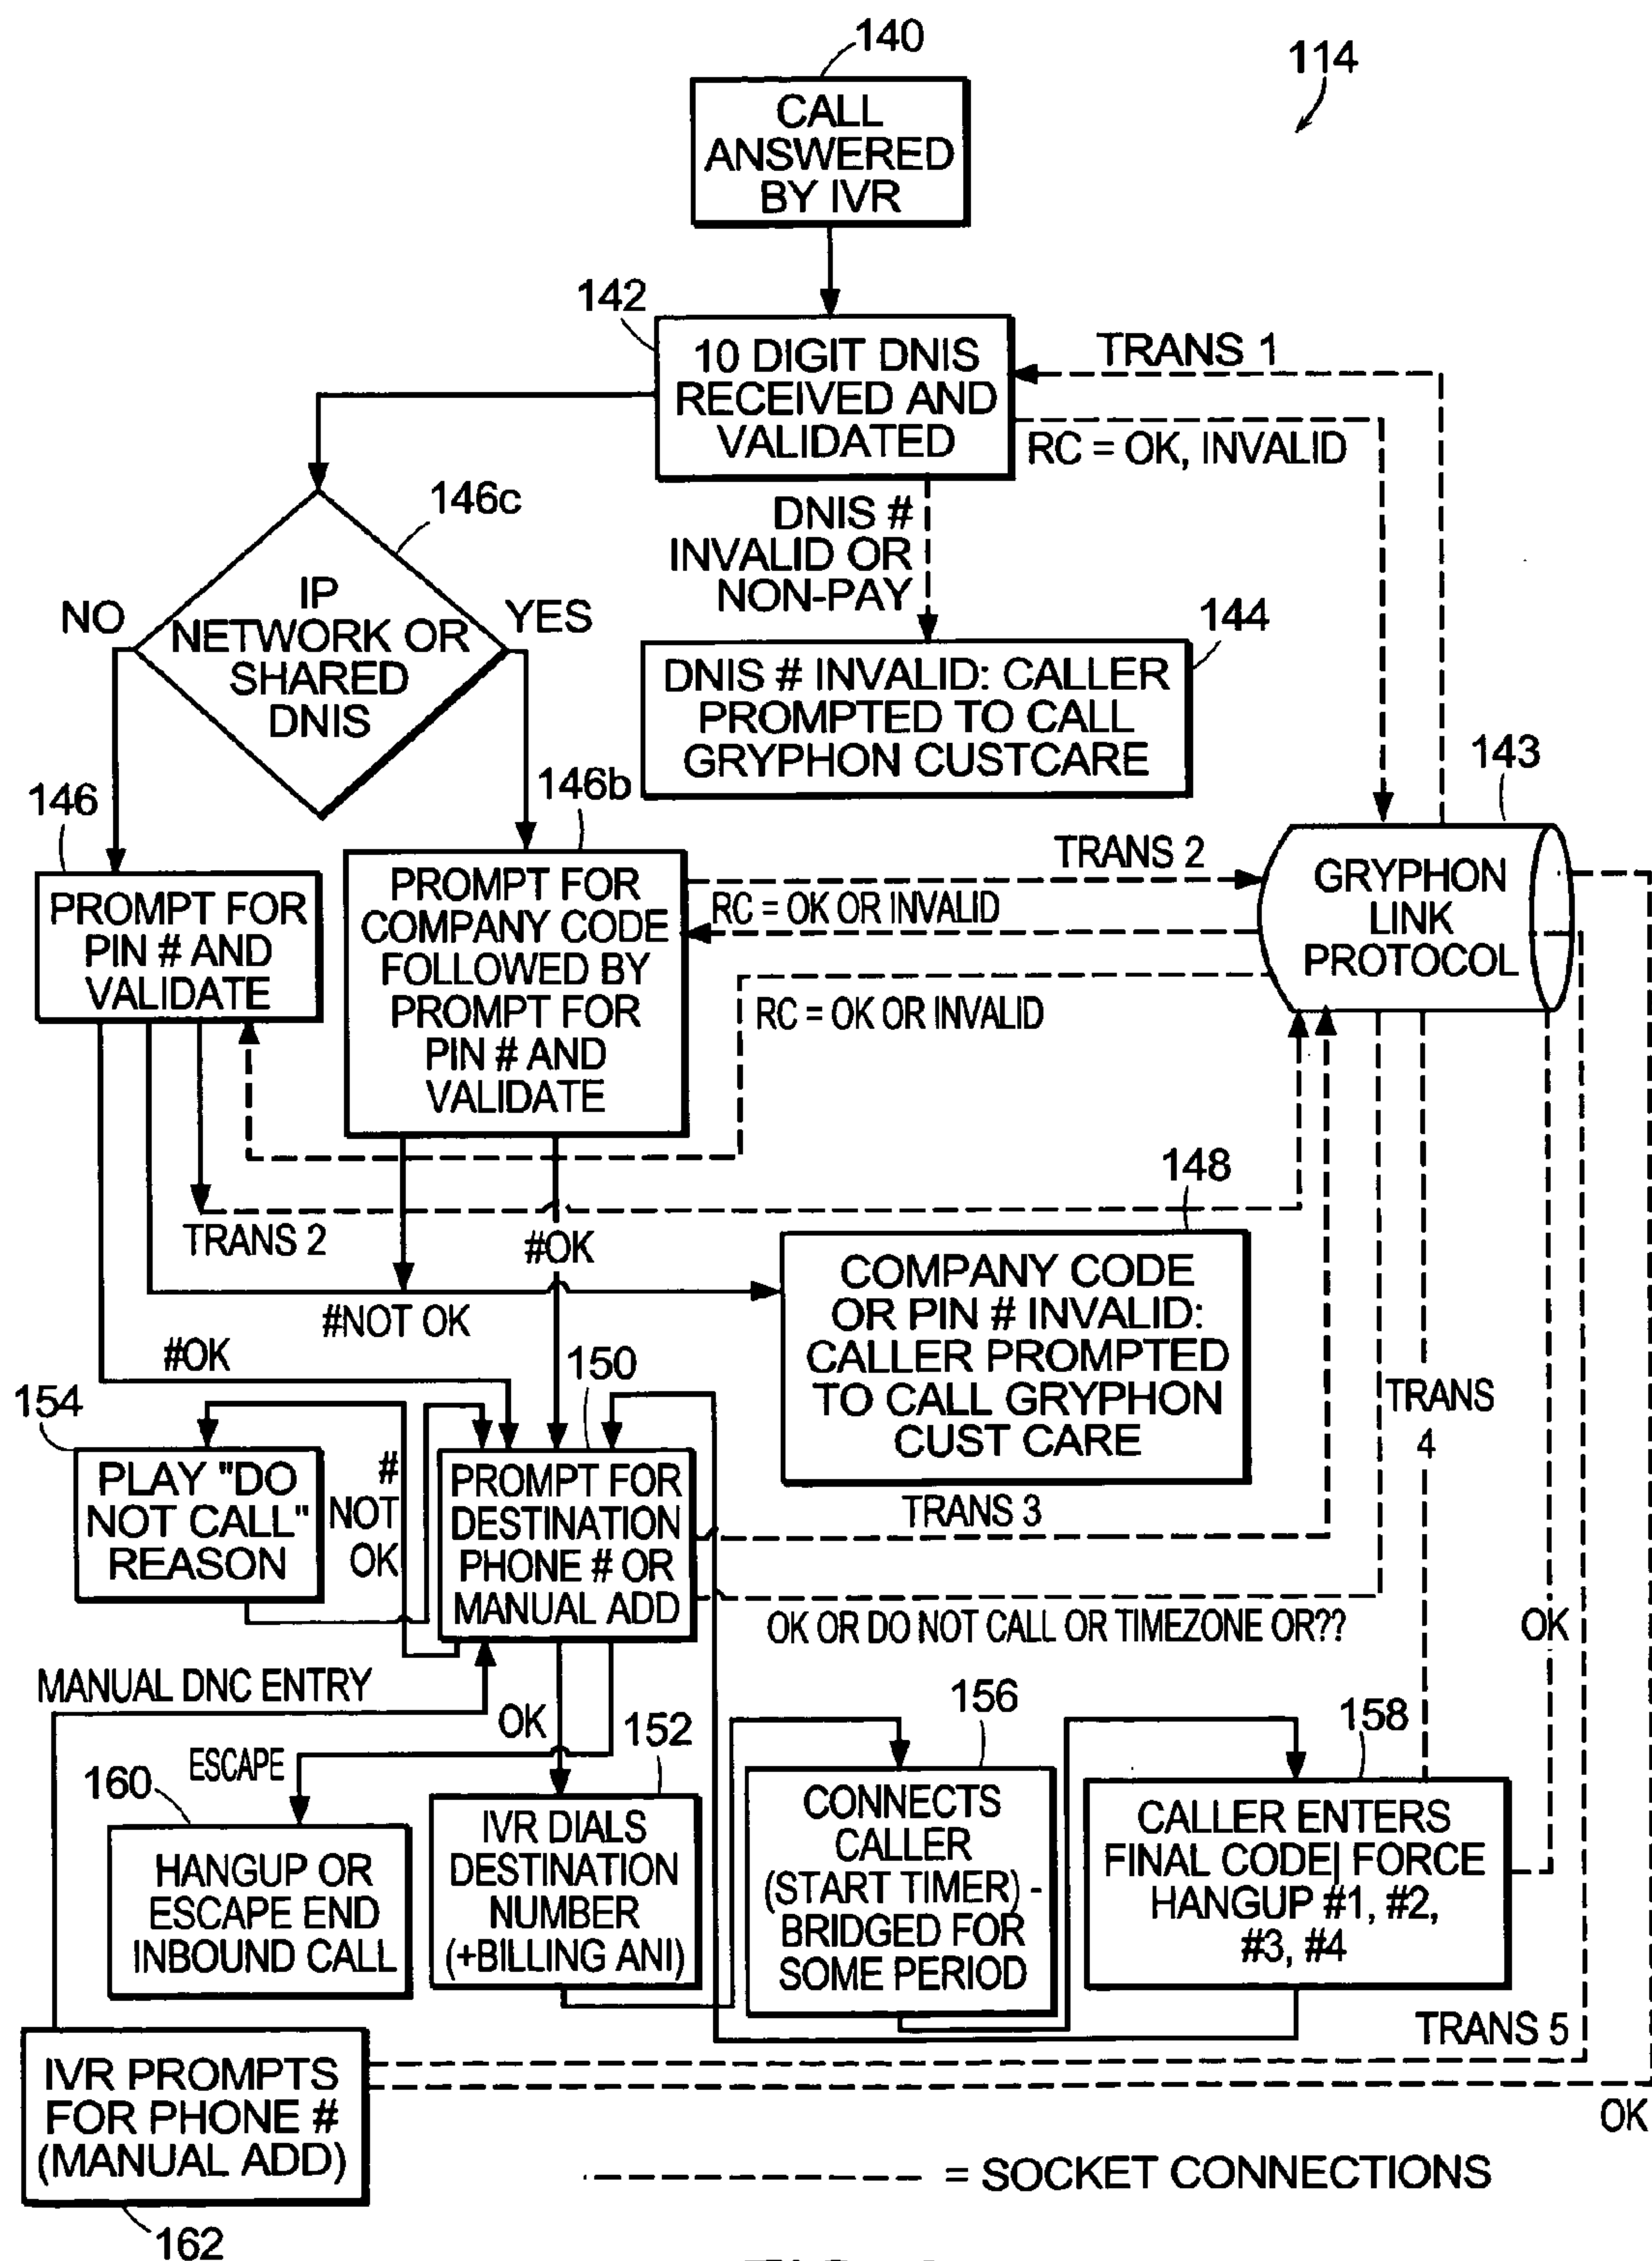 140
114
CALL
ANSWERED
BY IVR
142
10 DIGIT DNIS
RECEIVED AND
VALIDATED
TRANS 1
RC = OK, INVALID
146c
DNIS #
INVALID OR
NON-PAY
IP
NETWORK OR
SHARED
DNIS
NO
YES
144
DNIS # INVALID: CALLER
PROMPTED TO CALL
GRYPHON CUSTCARE
143
146
146b
PROMPT FOR
PIN # AND
VALIDATE
PROMPT FOR
COMPANY CODE
FOLLOWED BY
PROMPT FOR
PIN # AND
VALIDATE
TRANS 2
RC = OK OR INVALID
RC = OK OR INVALID
GRYPHON
LINK
PROTOCOL
148
TRANS 2
#OK
#NOT OK
COMPANY CODE
OR PIN # INVALID:
CALLER PROMPTED
TO CALL GRYPHON
CUST CARE
#OK
150
154
PLAY "DO
NOT CALL"
REASON
#
NOT
OK
PROMPT FOR
DESTINATION
PHONE # OR
MANUAL ADD
TRANS 3
TRANS
4
OK OR DO NOT CALL OR TIMEZONE OR??
OK
MANUAL DNC ENTRY
OK
152
156
158
ESCAPE
160
HANGUP OR
ESCAPE END
INBOUND CALL
IVR DIALS
DESTINATION
NUMBER
(+BILLING ANI)
CONNECTS
CALLER
(START TIMER) -
BRIDGED FOR
SOME PERIOD
CALLER ENTERS
FINAL CODE| FORCE
HANGUP #1, #2,
#3, #4
TRANS 5
IVR PROMPTS
FOR PHONE #
(MANUAL ADD)
OK
= SOCKET CONNECTIONS
162